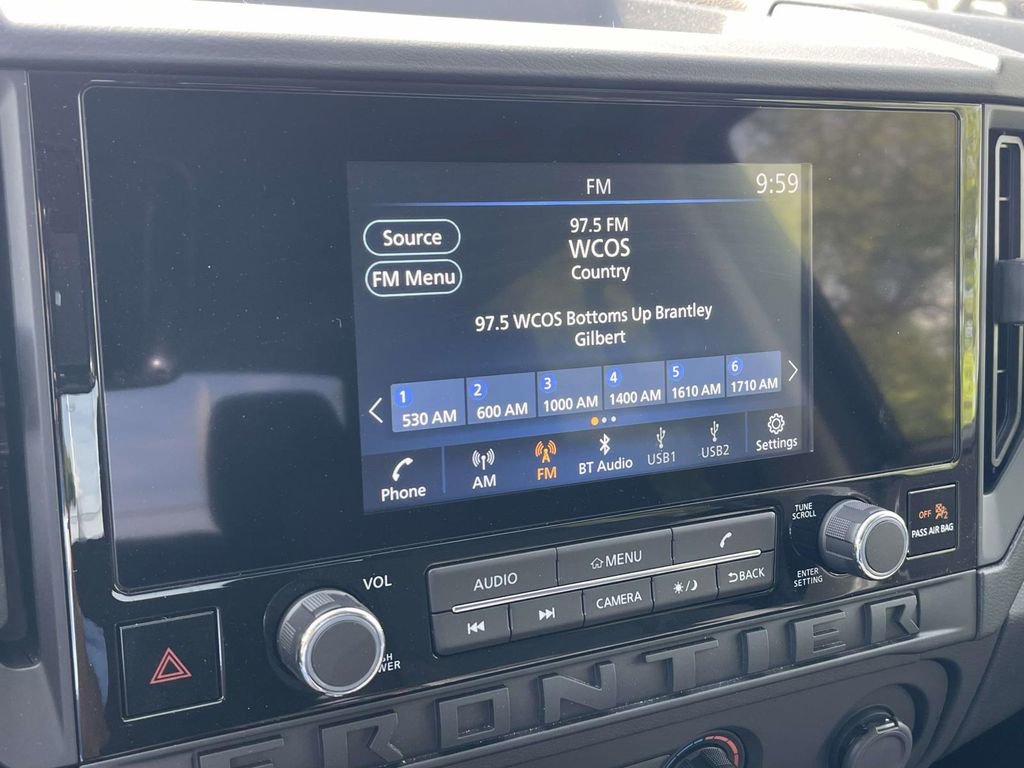 FM
9:59
Source
FM Menu
97.5 FM
WCOS
Country
97.5 WCOS Bottoms Up Brantley
Gilbert
1 530 AM
2 600 AM
3 1000 AM
4 1400 AM
5 1610 AM
6 1710 AM
Phone
AM
FM
BT Audio
USB1
USB2
Settings
VOL
AUDIO
MENU
CAMERA
BACK
TUNE
SCROLL
ENTER
SETTING
OFF
PASS AIR BAG
FRONTIER